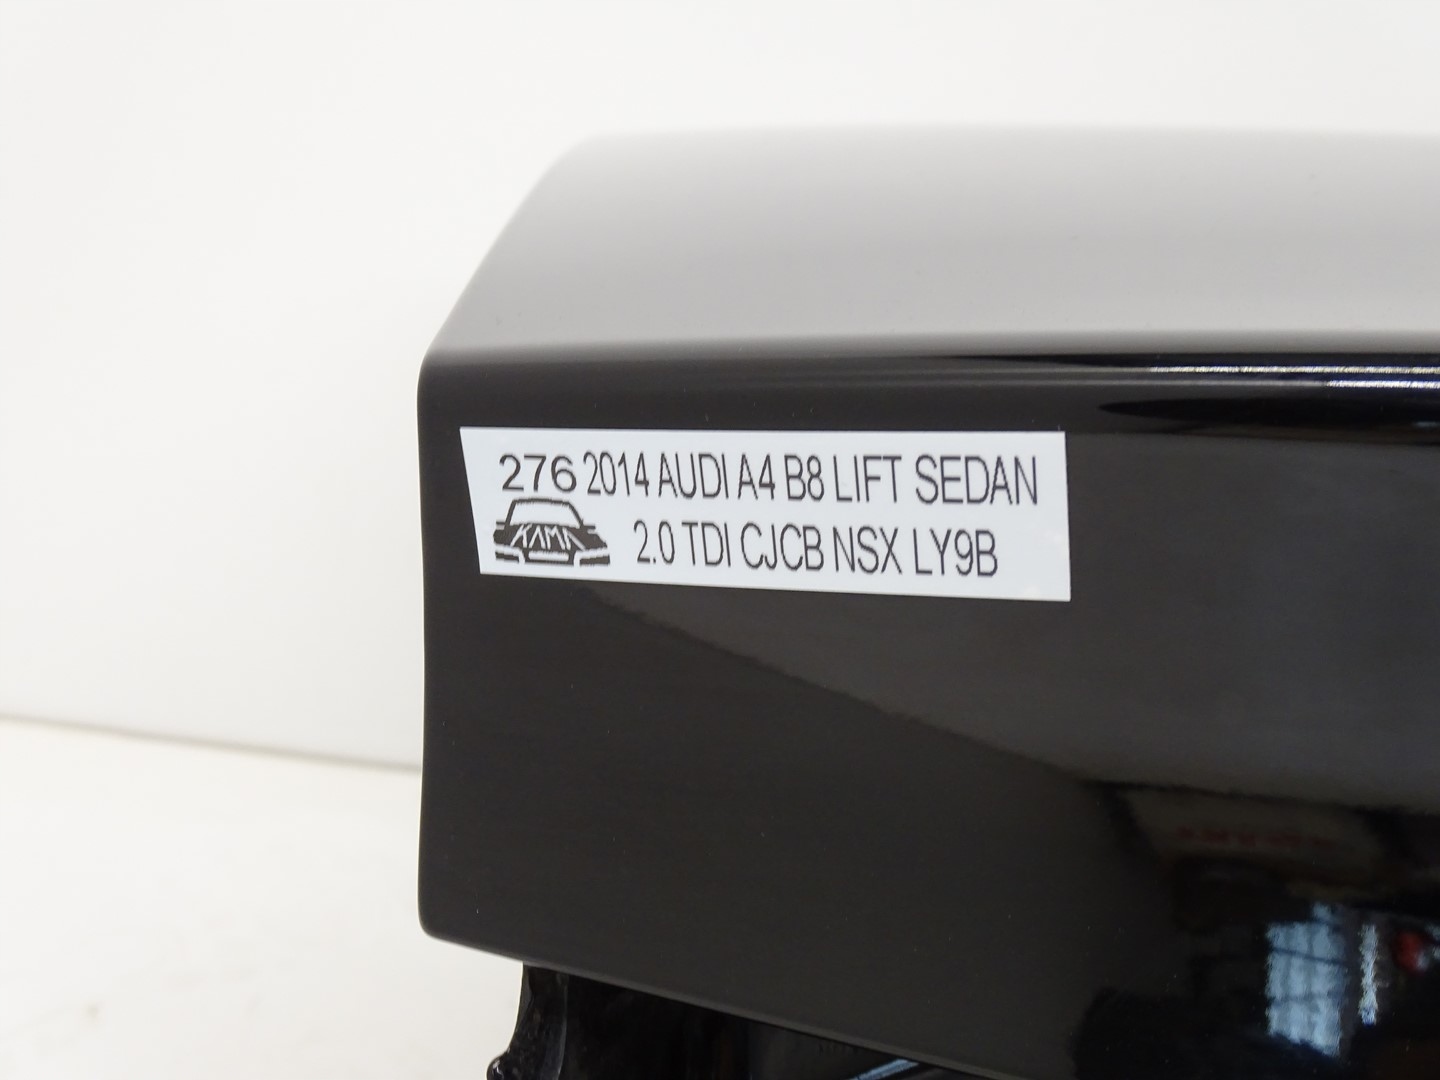 276 2014 AUDI A4 B8 LIFT SEDAN
KAMA
2.0 TDI CJCB NSX LY9B